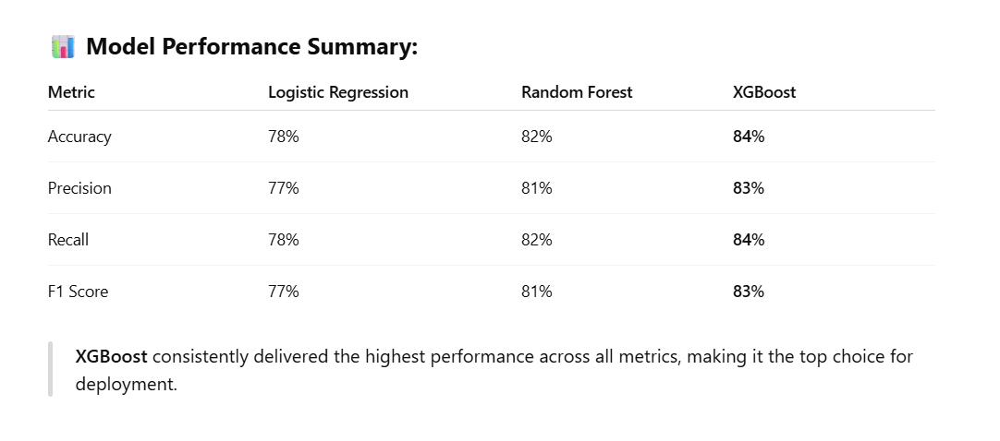 📊 Model Performance Summary:
Metric Logistic Regression Random Forest XGBoost
Accuracy 78% 82% 84%
Precision 77% 81% 83%
Recall 78% 82% 84%
F1 Score 77% 81% 83%
XGBoost consistently delivered the highest performance across all metrics, making it the top choice for
deployment.